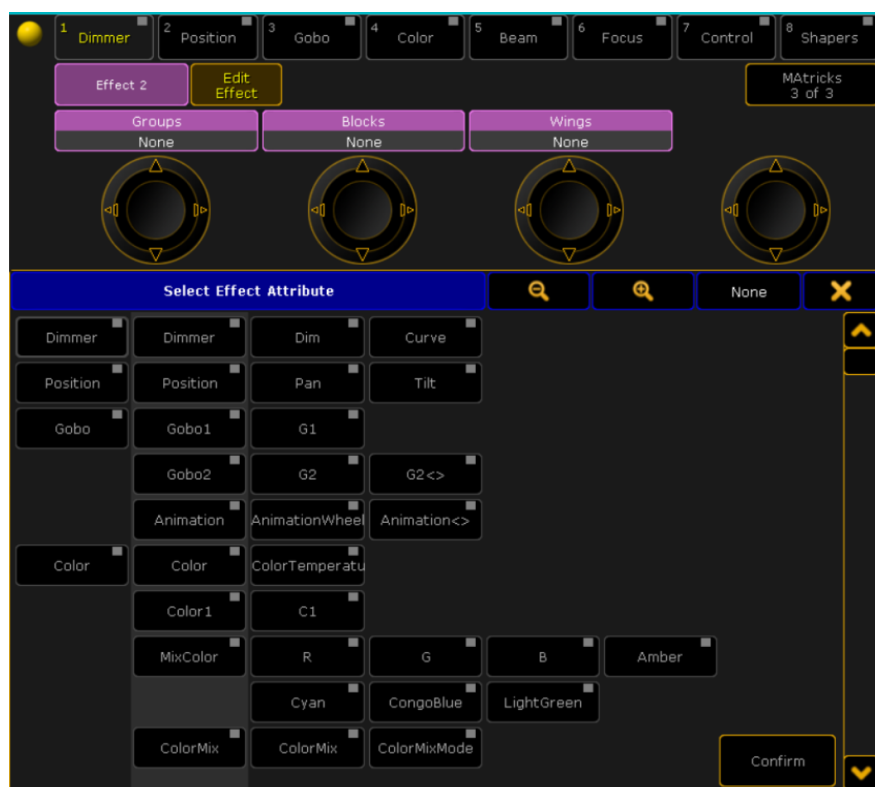 1 Dimmer 2 Position 3 Gobo 4 Color 5 Beam 6 Focus 7 Control 8 Shapers
Effect 2
Edit
Effect
MAtricks
3 of 3
Groups Blocks Wings
None None None
Select Effect Attribute None
Dimmer Dimmer Dim Curve
Position Position Pan Tilt
Gobo Gobo1 G1
Gobo2 G2 G2<>
Animation AnimationWheel Animation<>
Color Color ColorTemperatu
Color1 C1
MixColor R G B Amber
Cyan CongoBlue LightGreen
ColorMix ColorMix ColorMixMode
Confirm